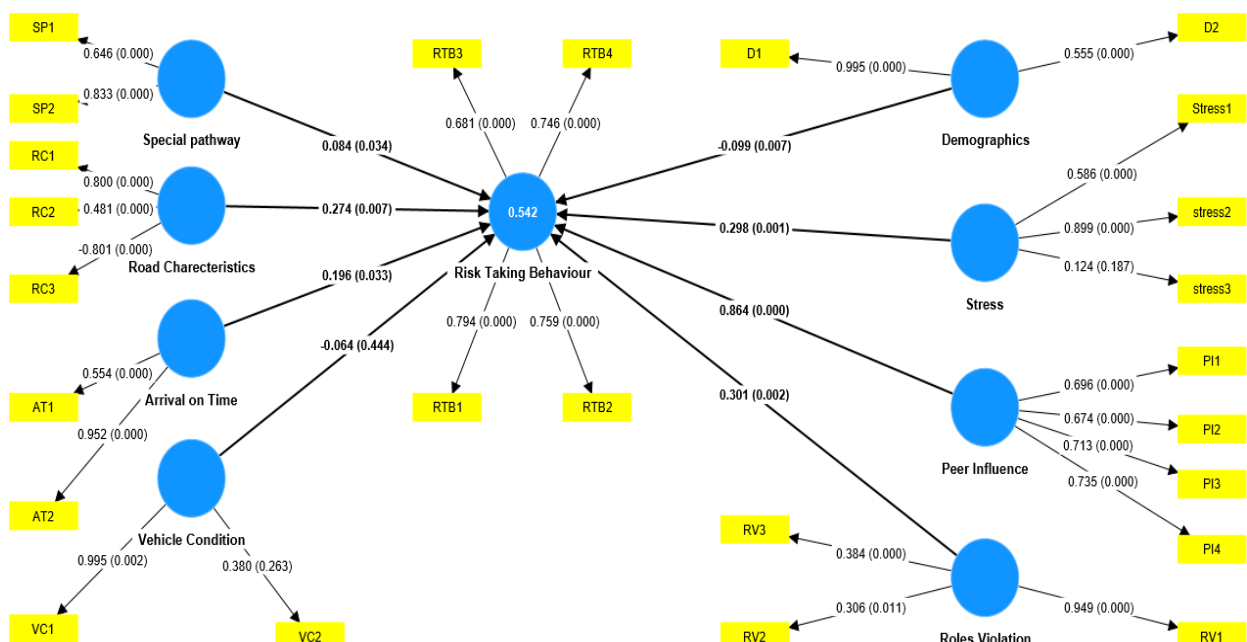 SP1
0.646 (0.000)
SP2
0.833 (0.000)
Special pathway
RC1
0.800 (0.000)
RC2
0.481 (0.000)
-0.801 (0.000)
RC3
Road Charecteristics
0.554 (0.000)
AT1
Arrival on Time
0.952 (0.000)
AT2
Vehicle Condition
0.995 (0.002)
0.380 (0.263)
VC1
VC2
0.084 (0.034)
0.274 (0.007)
0.196 (0.033)
-0.064 (0.444)
RTB3
RTB4
0.681 (0.000)
0.746 (0.000)
0.542
Risk Taking Behaviour
0.794 (0.000)
0.759 (0.000)
RTB1
RTB2
-0.099 (0.007)
0.298 (0.001)
0.864 (0.000)
0.301 (0.002)
D1
0.995 (0.000)
0.555 (0.000)
D2
Demographics
Stress1
0.586 (0.000)
stress2
0.899 (0.000)
0.124 (0.187)
stress3
Stress
PI1
0.696 (0.000)
0.674 (0.000)
PI2
0.713 (0.000)
PI3
0.735 (0.000)
PI4
Peer Influence
RV3
0.384 (0.000)
0.306 (0.011)
RV2
0.949 (0.000)
RV1
Roles Violation